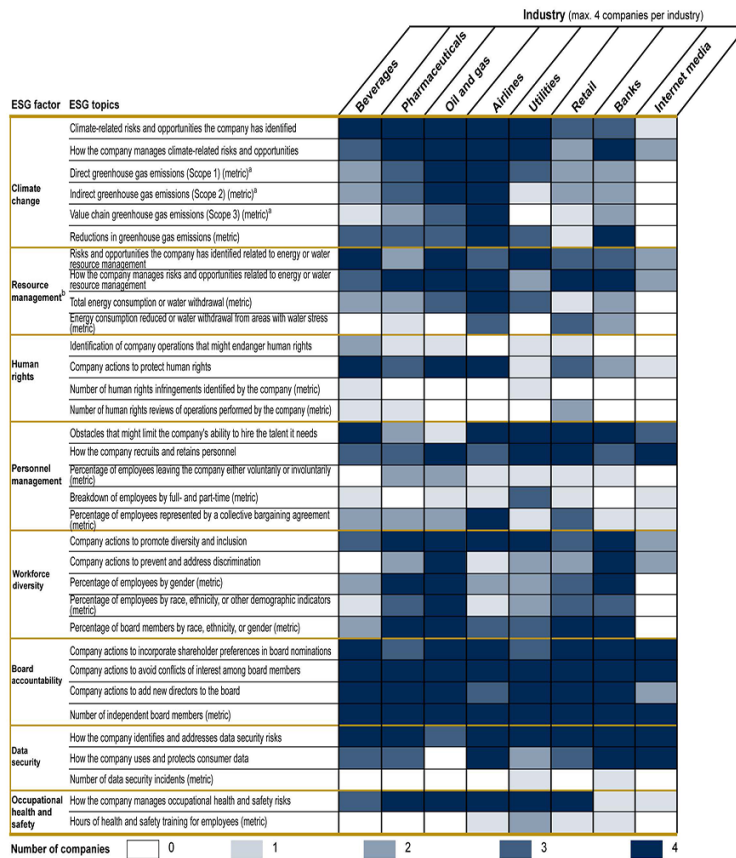 Industry (max. 4 companies per industry)
Beverages
Pharmaceuticals
Oil and gas
Airlines
Utilities
Retail
Banks
Internet media
ESG factor ESG topics
Climate change
Climate-related risks and opportunities the company has identified
How the company manages climate-related risks and opportunities
Direct greenhouse gas emissions (Scope 1) (metric)a
Indirect greenhouse gas emissions (Scope 2) (metric)a
Value chain greenhouse gas emissions (Scope 3) (metric)a
Reductions in greenhouse gas emissions (metric)
Resource managementb
Risks and opportunities the company has identified related to energy or water
resource management
How the company manages risks and opportunities related to energy or water
resource management
Total energy consumption or water withdrawal (metric)
Energy consumption reduced or water withdrawal from areas with water stress
(metric)
Human rights
Identification of company operations that might endanger human rights
Company actions to protect human rights
Number of human rights infringements identified by the company (metric)
Number of human rights reviews of operations performed by the company (metric)
Personnel management
Obstacles that might limit the company's ability to hire the talent it needs
How the company recruits and retains personnel
Percentage of employees leaving the company either voluntarily or involuntarily
(metric)
Breakdown of employees by full- and part-time (metric)
Percentage of employees represented by a collective bargaining agreement
(metric)
Workforce diversity
Company actions to promote diversity and inclusion
Company actions to prevent and address discrimination
Percentage of employees by gender (metric)
Percentage of employees by race, ethnicity, or other demographic indicators
(metric)
Percentage of board members by race, ethnicity, or gender (metric)
Board accountability
Company actions to incorporate shareholder preferences in board nominations
Company actions to avoid conflicts of interest among board members
Company actions to add new directors to the board
Number of independent board members (metric)
Data security
How the company identifies and addresses data security risks
How the company uses and protects consumer data
Number of data security incidents (metric)
Occupational health and safety
How the company manages occupational health and safety risks
Hours of health and safety training for employees (metric)
Number of companies 0 1 2 3 4